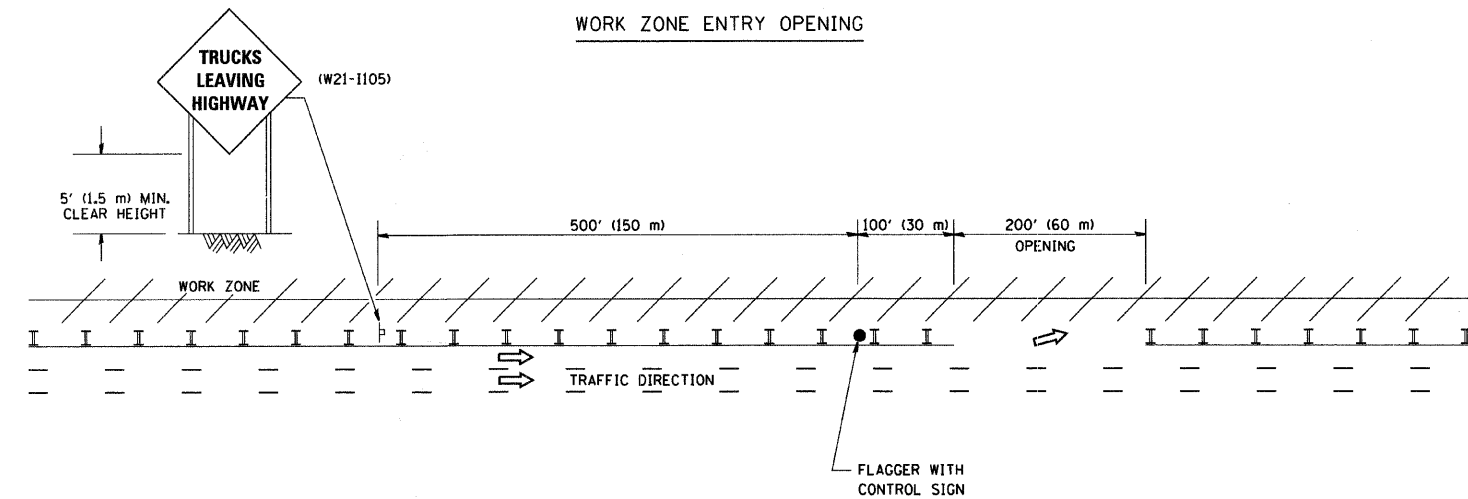 WORK ZONE ENTRY OPENING
TRUCKS
LEAVING
HIGHWAY
(W21-I105)
5' (1.5 m) MIN.
CLEAR HEIGHT
500' (150 m)
100' (30 m)
200' (60 m)
OPENING
WORK ZONE
TRAFFIC DIRECTION
FLAGGER WITH
CONTROL SIGN